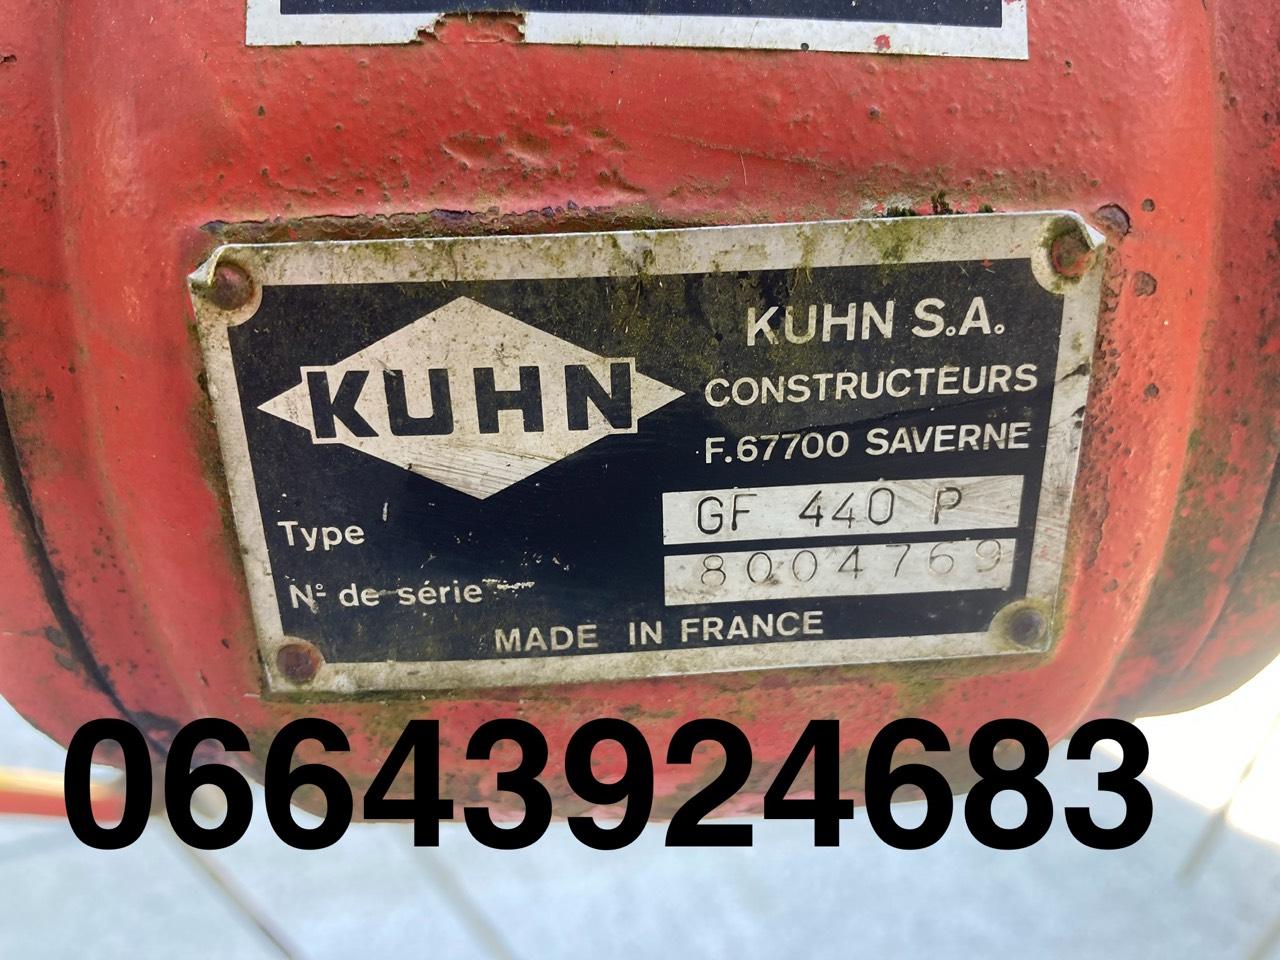 KUHN
KUHN S.A.
CONSTRUCTEURS
F.67700 SAVERNE
Type GF 440 P
N° de série 8004769
MADE IN FRANCE
06643924683